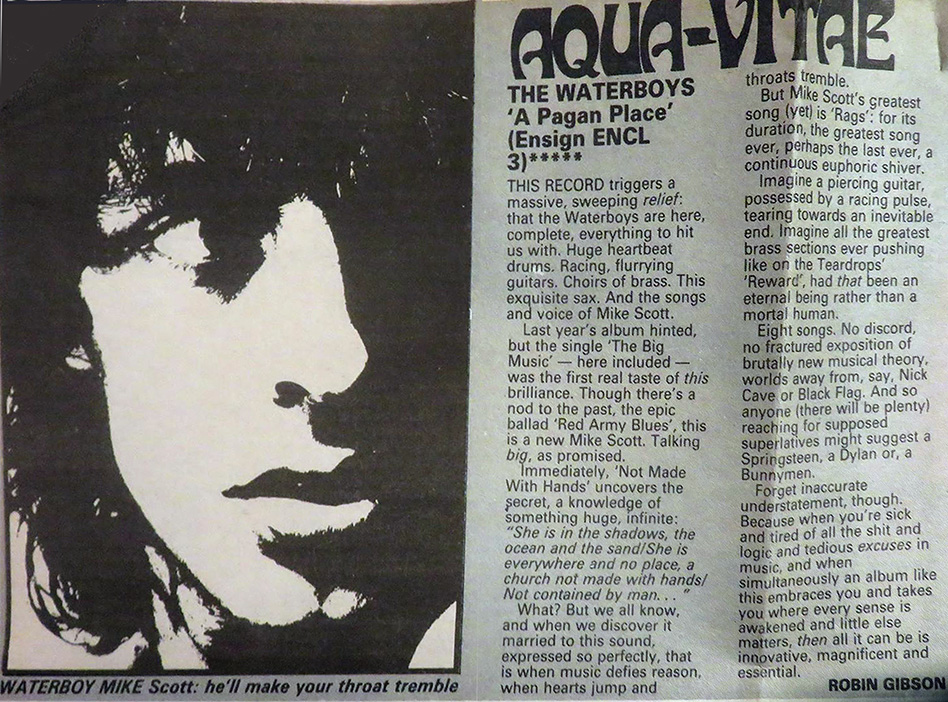 AQUA-VITAE
THE WATERBOYS
‘A Pagan Place’
(Ensign ENCL
3)*****
THIS RECORD triggers a
massive, sweeping relief:
that the Waterboys are here,
complete, everything to hit
us with. Huge heartbeat
drums. Racing, flurrying
guitars. Choirs of brass. This
exquisite sax. And the songs
and voice of Mike Scott.
Last year’s album hinted,
but the single ‘The Big
Music’ — here included —
was the first real taste of this
brilliance. Though there’s a
nod to the past, the epic
ballad ‘Red Army Blues’, this
is a new Mike Scott. Talking
big, as promised.
Immediately, ‘Not Made
With Hands’ uncovers the
secret, a knowledge of
something huge, infinite:
“She is in the shadows, the
ocean and the sand/She is
everywhere and no place, a
church not made with hands/
Not contained by man. . . ”
What? But we all know,
and when we discover it
married to this sound,
expressed so perfectly, that
is when music defies reason,
when hearts jump and
throats tremble.
But Mike Scott’s greatest
song (yet) is ‘Rags’: for its
duration, the greatest song
ever, perhaps the last ever, a
continuous euphoric shiver.
Imagine a piercing guitar,
possessed by a racing pulse,
tearing towards an inevitable
end. Imagine all the greatest
brass sections ever pushing
like on the Teardrops’
‘Reward’, had that been an
eternal being rather than a
mortal human.
Eight songs. No discord,
no fractured exposition of
brutally new musical theory,
worlds away from, say, Nick
Cave or Black Flag. And so
anyone (there will be plenty)
reaching for supposed
superlatives might suggest a
Springsteen, a Dylan or, a
Bunnymen.
Forget inaccurate
understatement, though.
Because when you’re sick
and tired of all the shit and
logic and tedious excuses in
music, and when
simultaneously an album like
this embraces you and takes
you where every sense is
awakened and little else
matters, then all it can be is
innovative, magnificent and
essential.
ROBIN GIBSON
WATERBOY MIKE Scott: he’ll make your throat tremble